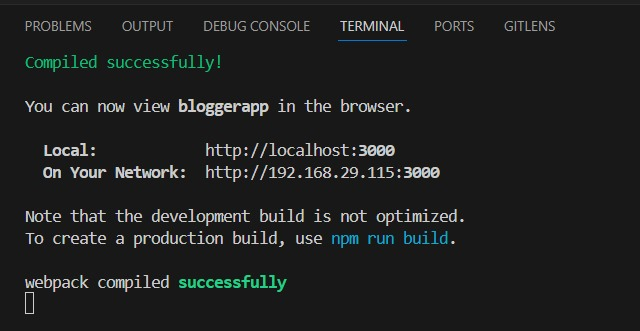 PROBLEMS OUTPUT DEBUG CONSOLE TERMINAL PORTS GITLENS
Compiled successfully!
You can now view bloggerapp in the browser.
Local: http://localhost:3000
On Your Network: http://192.168.29.115:3000
Note that the development build is not optimized.
To create a production build, use npm run build.
webpack compiled successfully